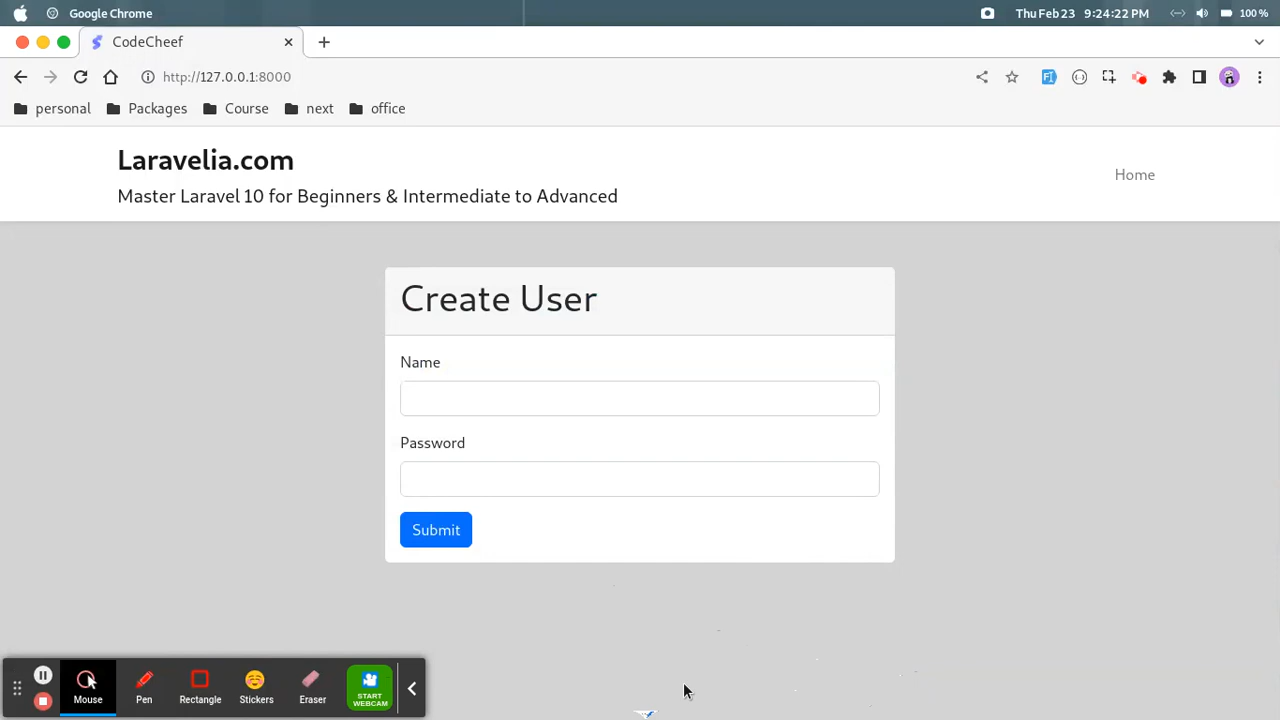 Google Chrome
Thu Feb 23 9:24:22 PM 100 %
CodeCheef
http://127.0.0.1:8000
personal Packages Course next office
Laravelia.com
Master Laravel 10 for Beginners & Intermediate to Advanced
Home
Create User
Name
Password
Submit
Mouse Pen Rectangle Stickers Eraser START WEBCAM